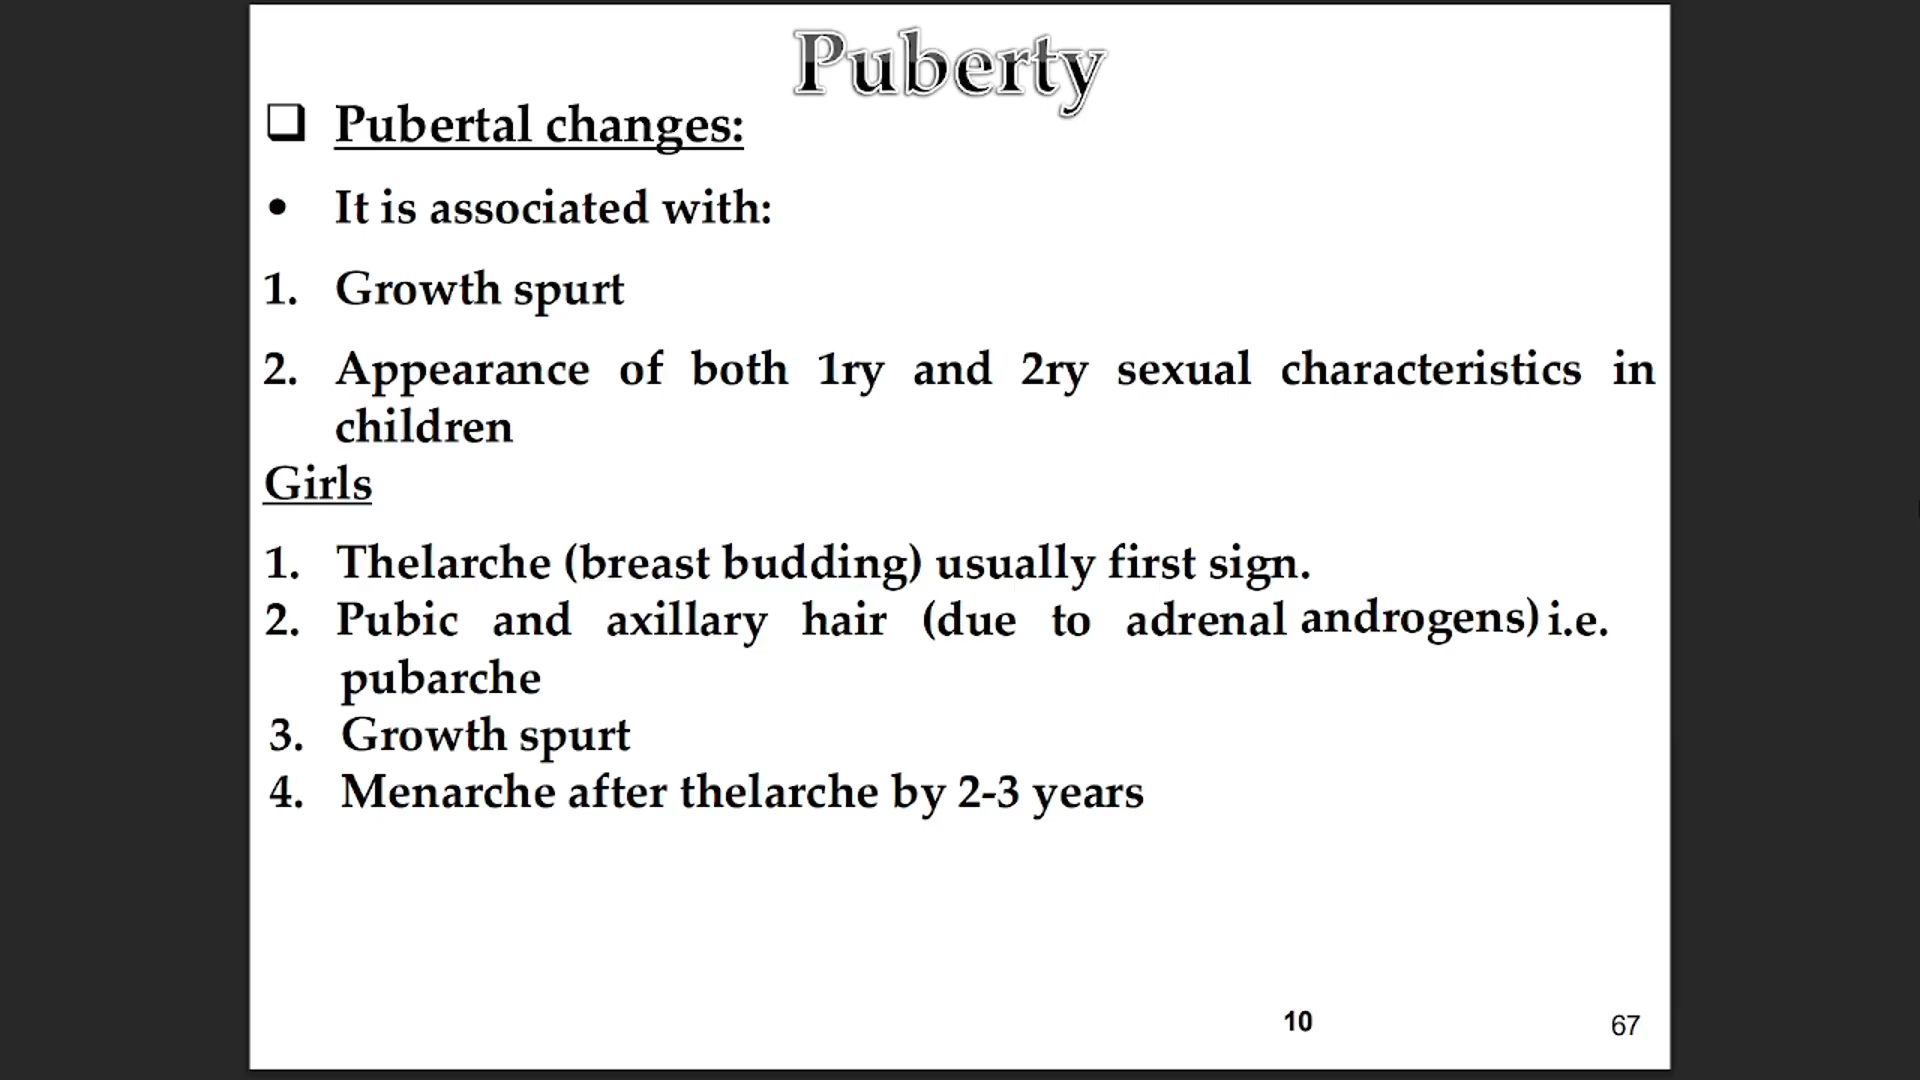 Puberty
❑ Pubertal changes:
• It is associated with:
1. Growth spurt
2. Appearance of both 1ry and 2ry sexual characteristics in
children
Girls
1. Thelarche (breast budding) usually first sign.
2. Pubic and axillary hair (due to adrenal androgens) i.e.
pubarche
3. Growth spurt
4. Menarche after thelarche by 2-3 years
10
67